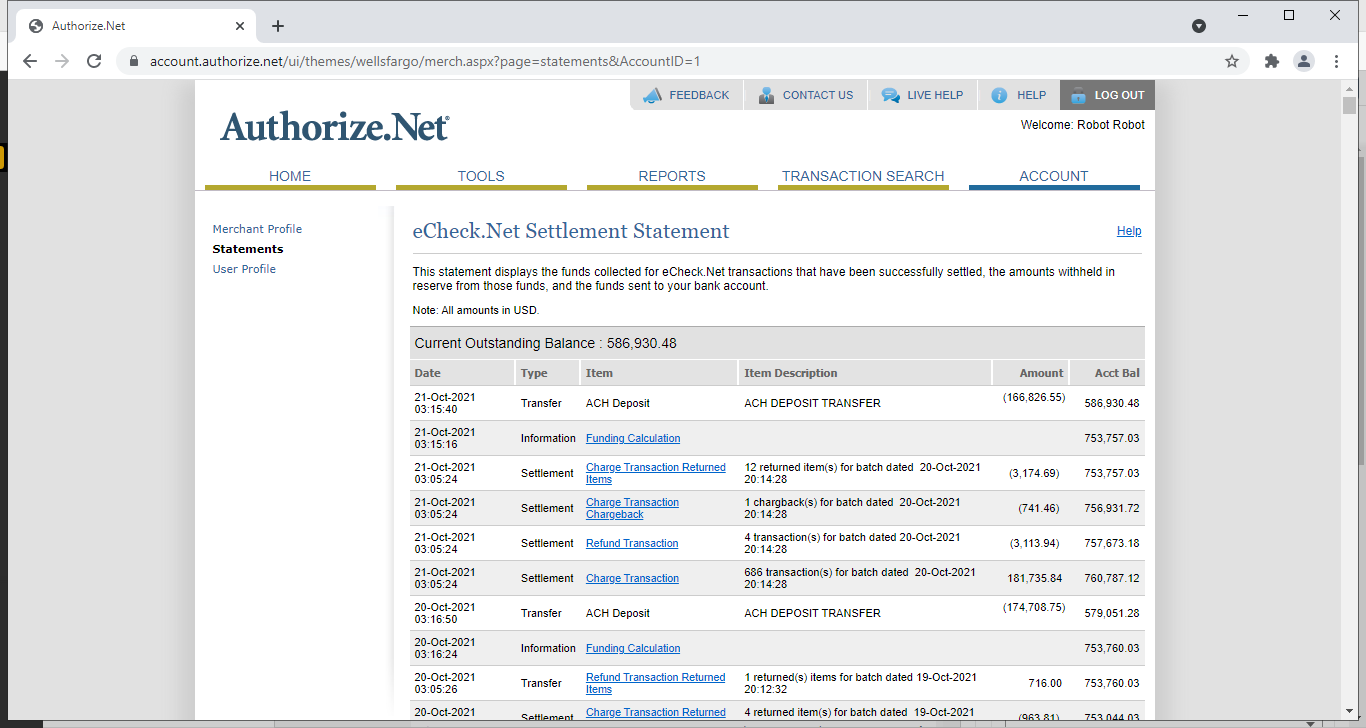 Authorize.Net
account.authorize.net/ui/themes/wellsfargo/merch.aspx?page=statements&AccountID=1
FEEDBACK CONTACT US LIVE HELP HELP LOG OUT
Authorize.Net®
Welcome: Robot Robot
HOME TOOLS REPORTS TRANSACTION SEARCH ACCOUNT
Merchant Profile
Statements
User Profile
eCheck.Net Settlement Statement
Help
This statement displays the funds collected for eCheck.Net transactions that have been successfully settled, the amounts withheld in
reserve from those funds, and the funds sent to your bank account.
Note: All amounts in USD.
Current Outstanding Balance : 586,930.48
Date Type Item Item Description Amount Acct Bal
21-Oct-2021
03:15:40
Transfer ACH Deposit ACH DEPOSIT TRANSFER (166,826.55) 586,930.48
21-Oct-2021
03:15:16
Information Funding Calculation 753,757.03
21-Oct-2021
03:05:24
Settlement
Charge Transaction Returned
Items
12 returned item(s) for batch dated 20-Oct-2021
20:14:28
(3,174.69) 753,757.03
21-Oct-2021
03:05:24
Settlement
Charge Transaction
Chargeback
1 chargback(s) for batch dated 20-Oct-2021
20:14:28
(741.46) 756,931.72
21-Oct-2021
03:05:24
Settlement Refund Transaction
4 transaction(s) for batch dated 20-Oct-2021
20:14:28
(3,113.94) 757,673.18
21-Oct-2021
03:05:24
Settlement Charge Transaction
686 transaction(s) for batch dated 20-Oct-2021
20:14:28
181,735.84 760,787.12
20-Oct-2021
03:16:50
Transfer ACH Deposit ACH DEPOSIT TRANSFER (174,708.75) 579,051.28
20-Oct-2021
03:16:24
Information Funding Calculation 753,760.03
20-Oct-2021
03:05:26
Transfer
Refund Transaction Returned
Items
1 returned(s) items for batch dated 19-Oct-2021
20:12:32
716.00 753,760.03
20-Oct-2021
Settlement
Charge Transaction Returned
4 returned item(s) for batch dated 19-Oct-2021
(963.81) 753,044.03